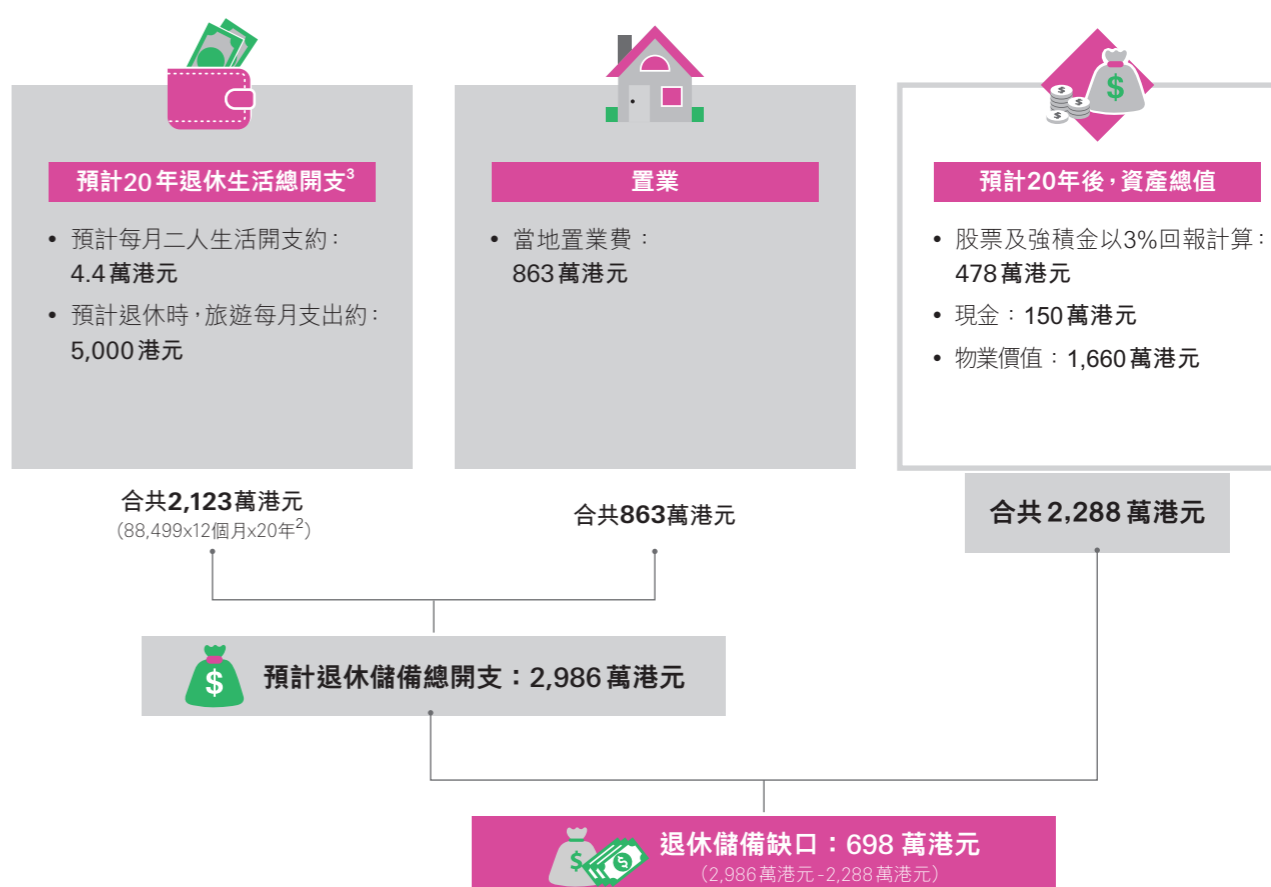 預計20年退休生活總開支3
• 預計每月二人生活開支約：
4.4萬港元
• 預計退休時，旅遊每月支出約：
5,000港元
合共2,123萬港元
（88,499x12個月x20年2）
置業
• 當地置業費：
863萬港元
合共863萬港元
預計20年後，資產總值
• 股票及強積金以3%回報計算：
478萬港元
• 現金：150萬港元
• 物業價值：1,660萬港元
合共2,288萬港元
$
預計退休儲備總開支：2,986萬港元
退休儲備缺口：698 萬港元
（2,986萬港元-2,288萬港元）